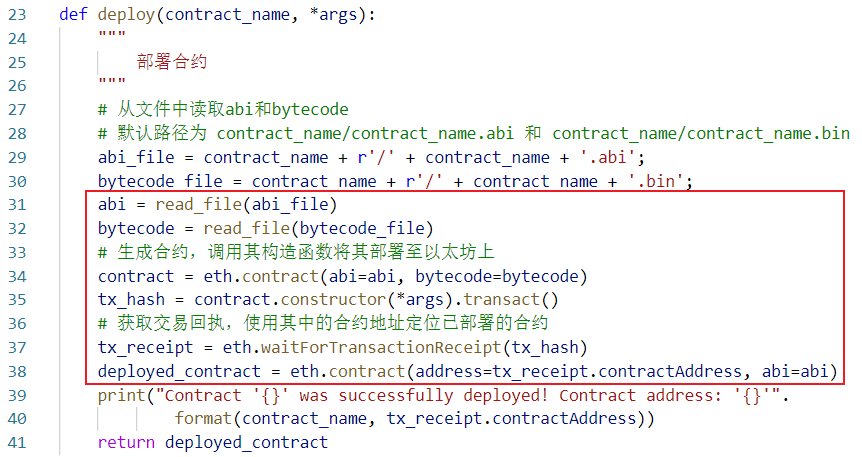 23 def deploy(contract_name, *args):
24 """
25 部署合约
26 """
27 # 从文件中读取abi和bytecode
28 # 默认路径为 contract_name/contract_name.abi 和 contract_name/contract_name.bin
29 abi_file = contract_name + r'/' + contract_name + '.abi';
30 bytecode_file = contract_name + r'/' + contract_name + '.bin';
31 abi = read_file(abi_file)
32 bytecode = read_file(bytecode_file)
33 # 生成合约，调用其构造函数将其部署至以太坊上
34 contract = eth.contract(abi=abi, bytecode=bytecode)
35 tx_hash = contract.constructor(*args).transact()
36 # 获取交易回执，使用其中的合约地址定位已部署的合约
37 tx_receipt = eth.waitForTransactionReceipt(tx_hash)
38 deployed_contract = eth.contract(address=tx_receipt.contractAddress, abi=abi)
39 print("Contract '{}' was successfully deployed! Contract address: '{}'".
40 format(contract_name, tx_receipt.contractAddress))
41 return deployed_contract